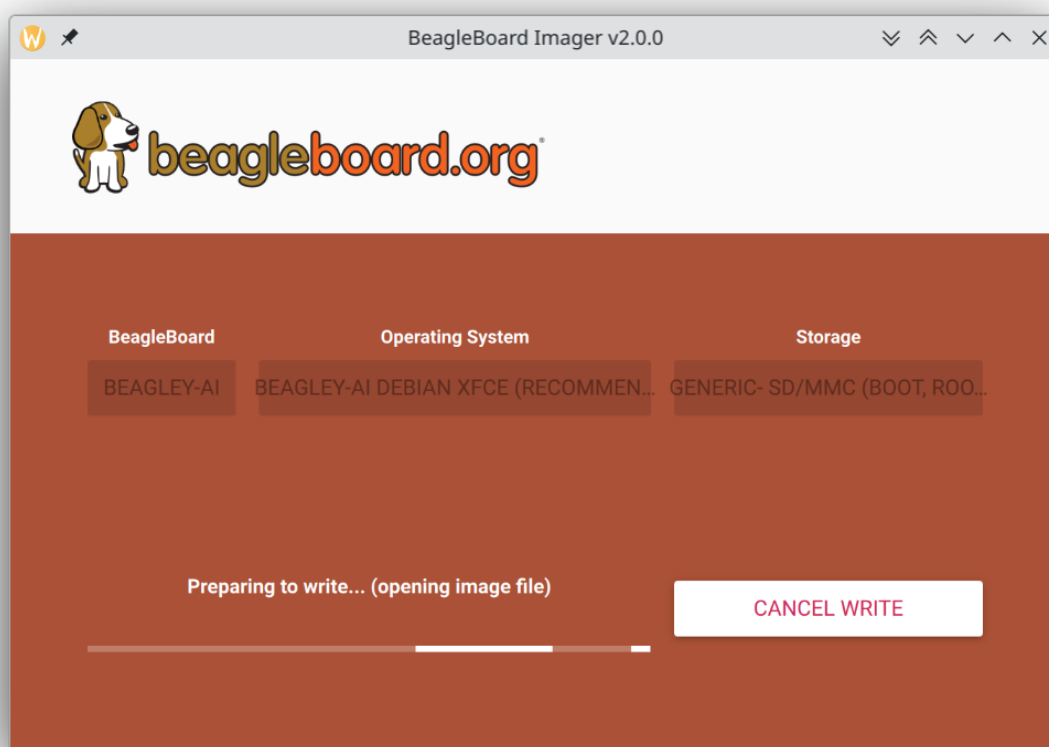 BeagleBoard Imager v2.0.0
beagleboard.org®
BeagleBoard
Operating System
Storage
BEAGLEY-AI
BEAGLEY-AI DEBIAN XFCE (RECOMMEN...
GENERIC- SD/MMC (BOOT, ROO...
Preparing to write... (opening image file)
CANCEL WRITE